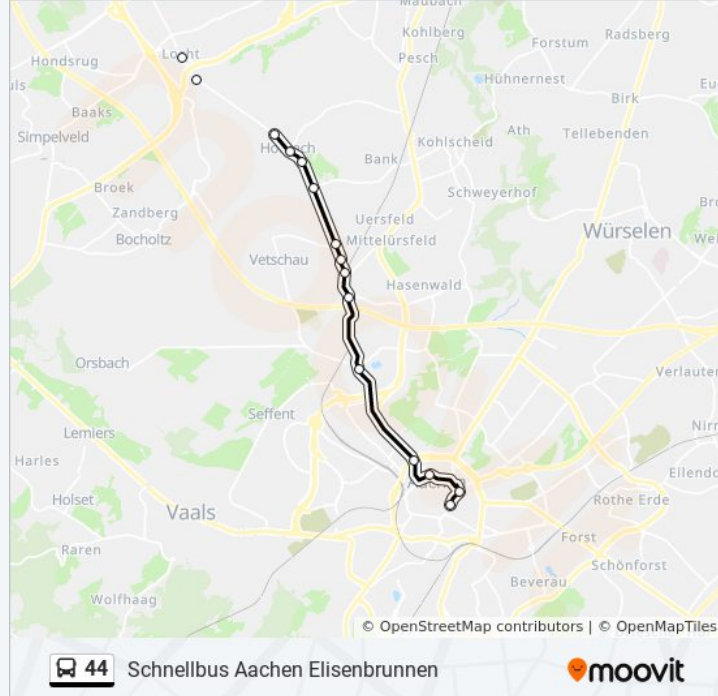 Maubach
Kohlberg
Locht
Forstum
Radsberg
Hondsrug
Pesch
Hühnernest
Baaks
Birk
Simpelveld
Ath
Tellebenden
Kohlscheid
Bank
Broek
Schweyerhof
Zandberg
Uersfeld
Würselen
Bocholtz
Mittelürsfeld
Vetschau
Hasenwald
Orsbach
Seffent
Lemiers
Harles
Holset
Vaals
Rothe Erde
Raren
Forst
Schönforst
Beverau
Wolfhaag
© OpenStreetMap contributors | © OpenMapTiles
44 Schnellbus Aachen Elisenbrunnen moovit